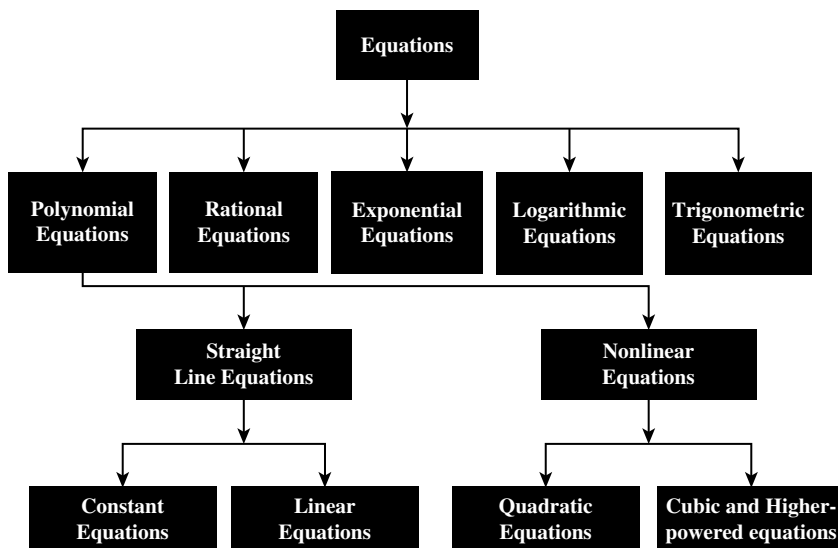 Equations
Polynomial
Equations
Rational
Equations
Exponential
Equations
Logarithmic
Equations
Trigonometric
Equations
Straight
Line Equations
Nonlinear
Equations
Constant
Equations
Linear
Equations
Quadratic
Equations
Cubic and Higher-
powered equations